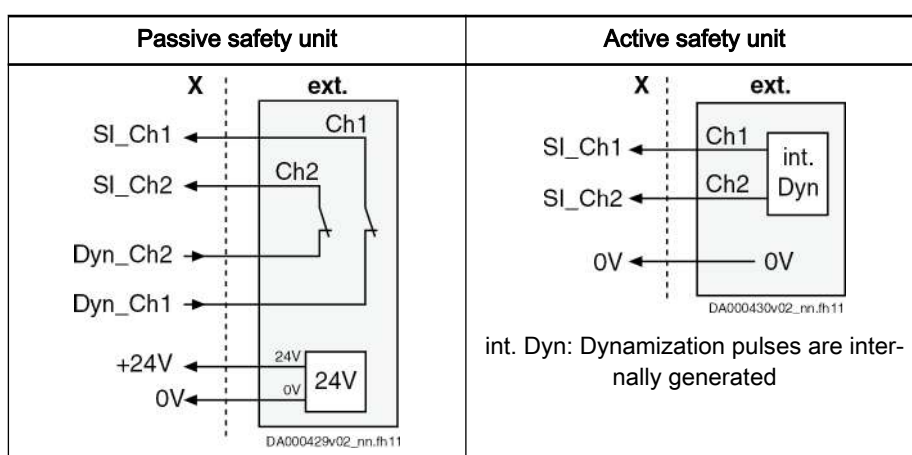 Passive safety unit
Active safety unit
X
ext.
SI_Ch1
Ch1
SI_Ch2
Ch2
Dyn_Ch2
Dyn_Ch1
+24V
24V
0V
0V
24V
DA000429v02_nn.fh11
X
ext.
SI_Ch1
Ch1
int.
Dyn
SI_Ch2
Ch2
0V
0V
DA000430v02_nn.fh11
int. Dyn: Dynamization pulses are inter-
nally generated